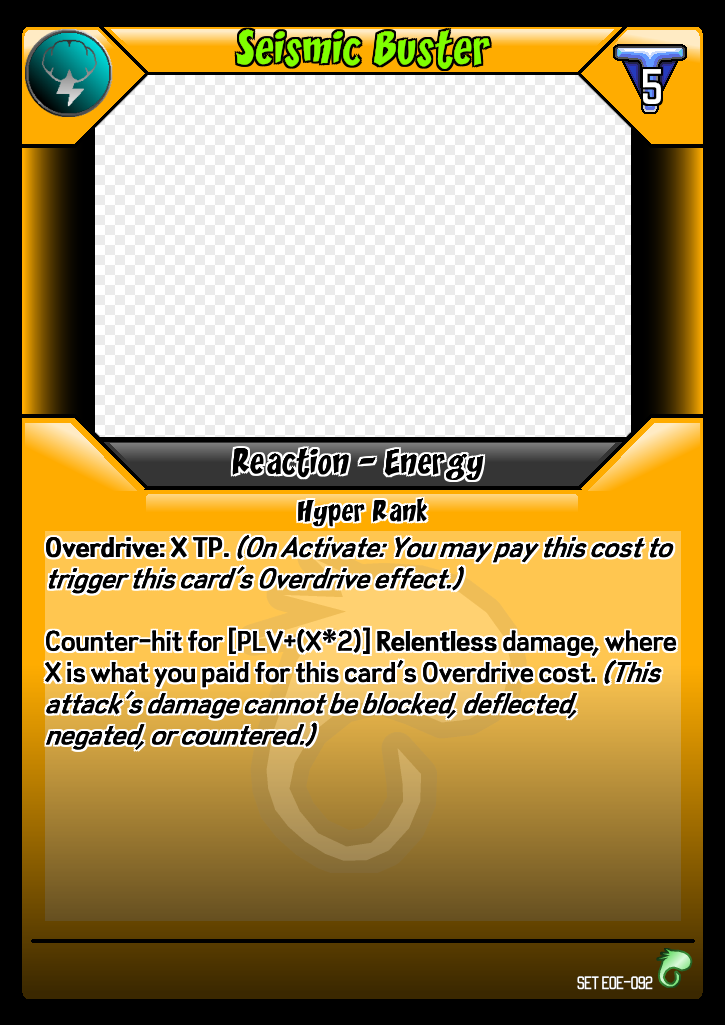 Seismic Buster
5
Reaction - Energy
Hyper Rank
Overdrive: X TP. (On Activate: You may pay this cost to
trigger this card's Overdrive effect.)
Counter-hit for [PLV+(X*2)] Relentless damage, where
X is what you paid for this card's Overdrive cost. (This
attack's damage cannot be blocked, deflected,
negated, or countered.)
SET EOE-092